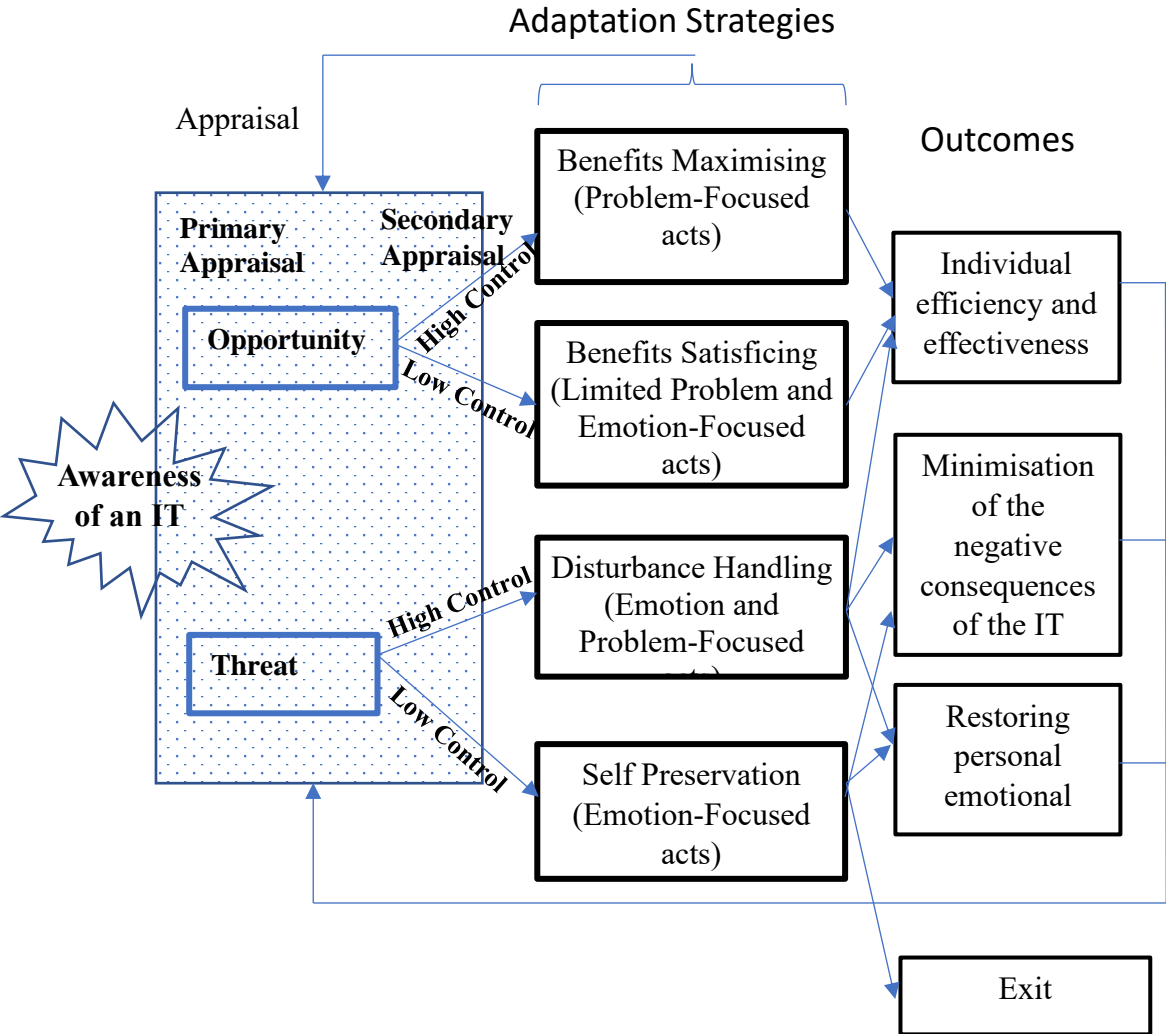 Adaptation Strategies
Appraisal
Outcomes
Primary
Appraisal
Secondary
Appraisal
Opportunity
High Control
Low Control
Awareness
of an IT
Threat
High Control
Low Control
Benefits Maximising
(Problem-Focused
acts)
Benefits Satisficing
(Limited Problem and
Emotion-Focused
acts)
Disturbance Handling
(Emotion and
Problem-Focused
acts)
Self Preservation
(Emotion-Focused
acts)
Individual
efficiency and
effectiveness
Minimisation
of the
negative
consequences
of the IT
Restoring
personal
emotional
Exit